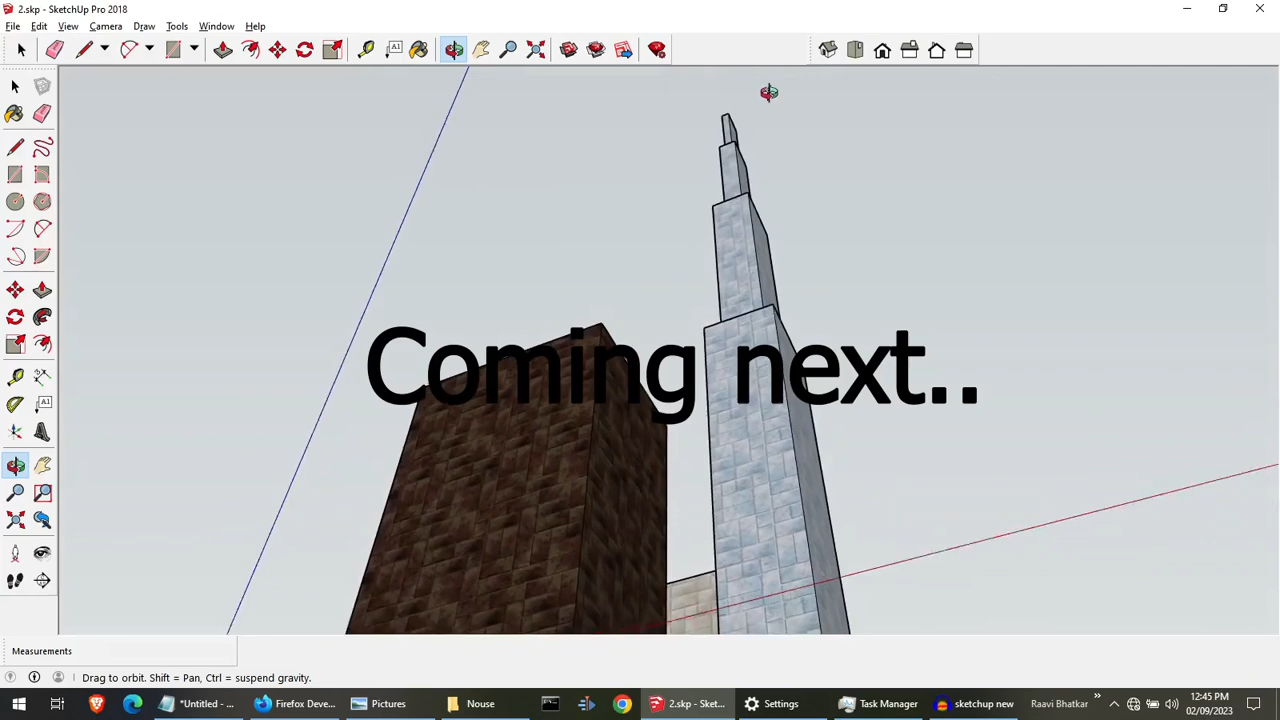 2.skp - SketchUp Pro 2018
File Edit View Camera Draw Tools Window Help
A1
Coming next..
A1
Measurements
Drag to orbit. Shift = Pan, Ctrl = suspend gravity.
*Untitled - ... Firefox Deve... Pictures Nouse 2.skp - Sket... Settings Task Manager sketchup new Raavi Bhatkar
12:45 PM
02/09/2023